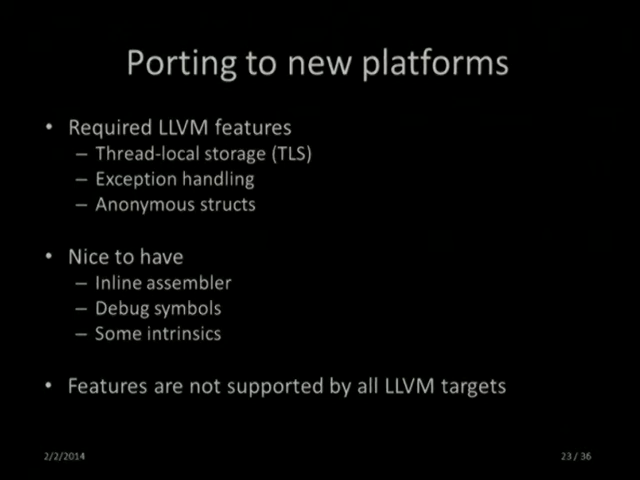 Porting to new platforms
• Required LLVM features
– Thread-local storage (TLS)
– Exception handling
– Anonymous structs
• Nice to have
– Inline assembler
– Debug symbols
– Some intrinsics
• Features are not supported by all LLVM targets
2/2/2014
23 / 36